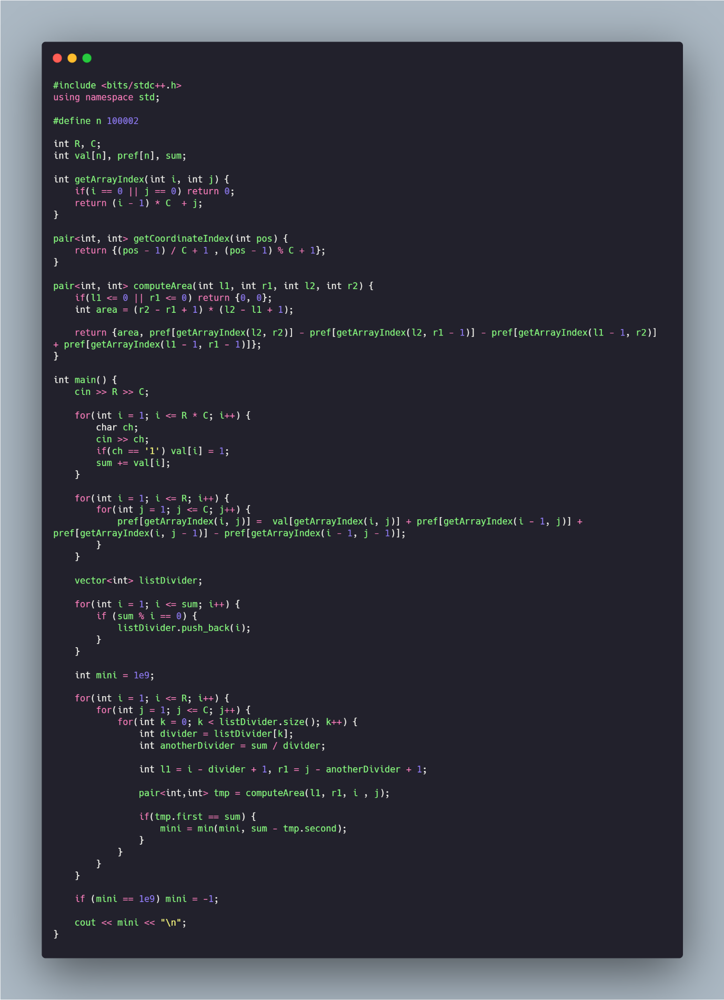 #include <bits/stdc++.h>
using namespace std;

#define n 100002

int R, C;
int val[n], pref[n], sum;

int getArrayIndex(int i, int j) {
    if(i == 0 || j == 0) return 0;
    return (i - 1) * C  + j;
}

pair<int, int> getCoordinateIndex(int pos) {
    return {(pos - 1) / C + 1 , (pos - 1) % C + 1};
}

pair<int, int> computeArea(int l1, int r1, int l2, int r2) {
    if(l1 <= 0 || r1 <= 0) return {0, 0};
    int area = (r2 - r1 + 1) * (l2 - l1 + 1);

    return {area, pref[getArrayIndex(l2, r2)] - pref[getArrayIndex(l2, r1 - 1)] - pref[getArrayIndex(l1 - 1, r2)]
+ pref[getArrayIndex(l1 - 1, r1 - 1)]};
}

int main() {
    cin >> R >> C;

    for(int i = 1; i <= R * C; i++) {
        char ch;
        cin >> ch;
        if(ch == '1') val[i] = 1;
        sum += val[i];
    }

    for(int i = 1; i <= R; i++) {
        for(int j = 1; j <= C; j++) {
            pref[getArrayIndex(i, j)] =  val[getArrayIndex(i, j)] + pref[getArrayIndex(i - 1, j)] +
pref[getArrayIndex(i, j - 1)] - pref[getArrayIndex(i - 1, j - 1)];
        }
    }

    vector<int> listDivider;

    for(int i = 1; i <= sum; i++) {
        if (sum % i == 0) {
            listDivider.push_back(i);
        }
    }

    int mini = 1e9;

    for(int i = 1; i <= R; i++) {
        for(int j = 1; j <= C; j++) {
            for(int k = 0; k < listDivider.size(); k++) {
                int divider = listDivider[k];
                int anotherDivider = sum / divider;

                int l1 = i - divider + 1, r1 = j - anotherDivider + 1;

                pair<int,int> tmp = computeArea(l1, r1, i , j);

                if(tmp.first == sum) {
                    mini = min(mini, sum - tmp.second);
                }
            }
        }
    }

    if (mini == 1e9) mini = -1;

    cout << mini << "\n";
}